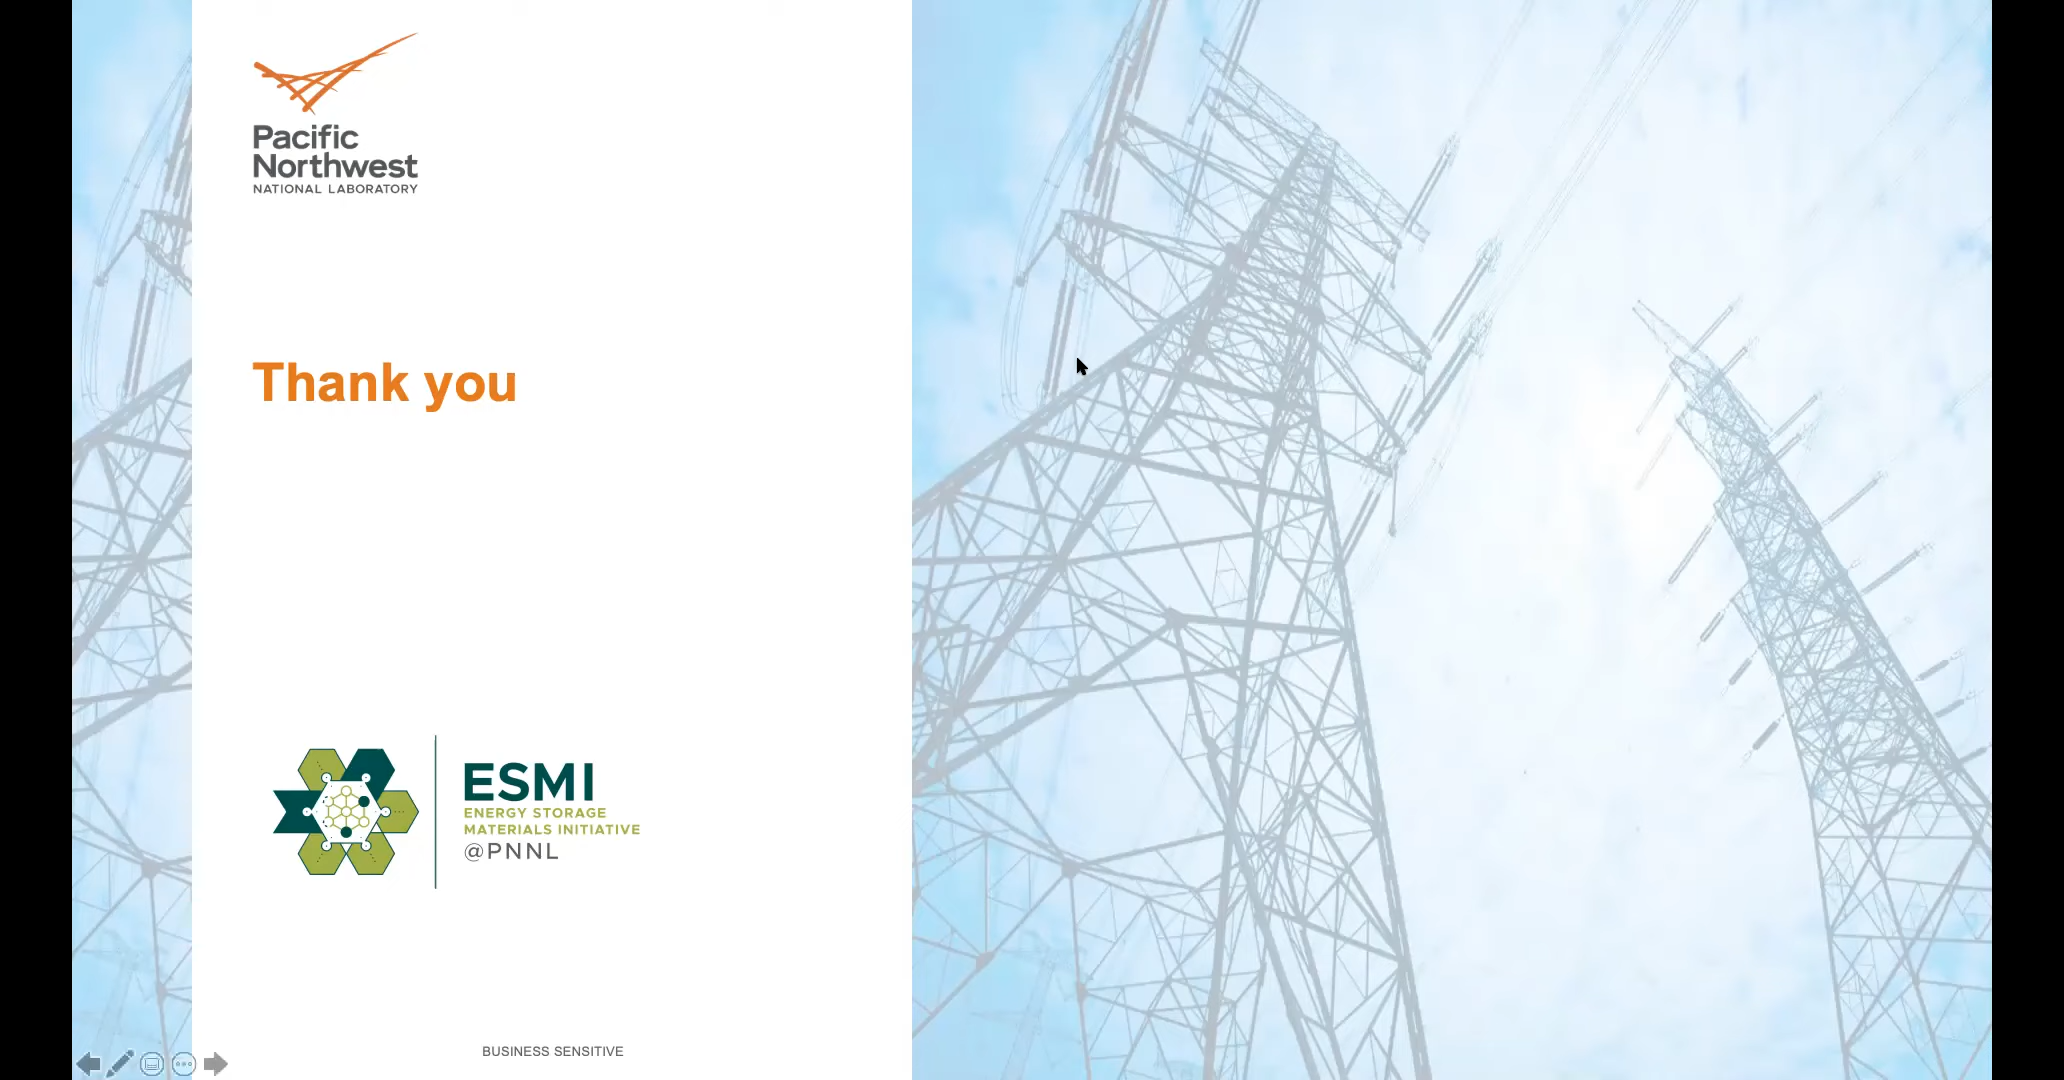 Pacific
Northwest
NATIONAL LABORATORY
Thank you
ESMI
ENERGY STORAGE
MATERIALS INITIATIVE
@PNNL
BUSINESS SENSITIVE